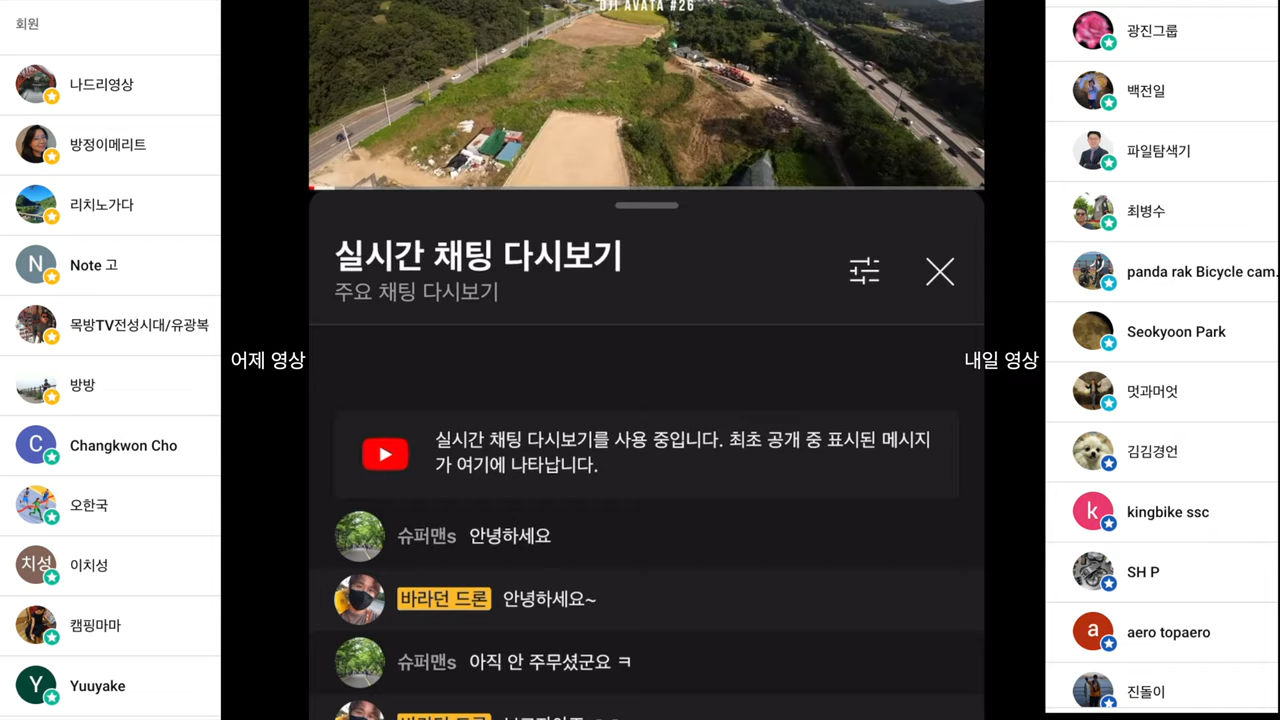 회원
나드리영상
방정이메리트
리치노가다
N
Note 고
목방TV전성시대/유광복
방방
C
Changkwon Cho
오한국
치성
이치성
캠핑마마
Y
Yuuyake
어제 영상
DJI AVATA #26
실시간 채팅 다시보기
주요 채팅 다시보기
실시간 채팅 다시보기를 사용 중입니다. 최초 공개 중 표시된 메시지
가 여기에 나타납니다.
슈퍼맨s 안녕하세요
바라던 드론 안녕하세요~
슈퍼맨s 아직 안 주무셨군요 ㅋ
바라던 드론
내일 영상
광진그룹
백전일
파일탐색기
최병수
panda rak Bicycle cam.
Seokyoon Park
멋과머엇
김김경언
k
kingbike ssc
SH P
a
aero topaero
진돌이